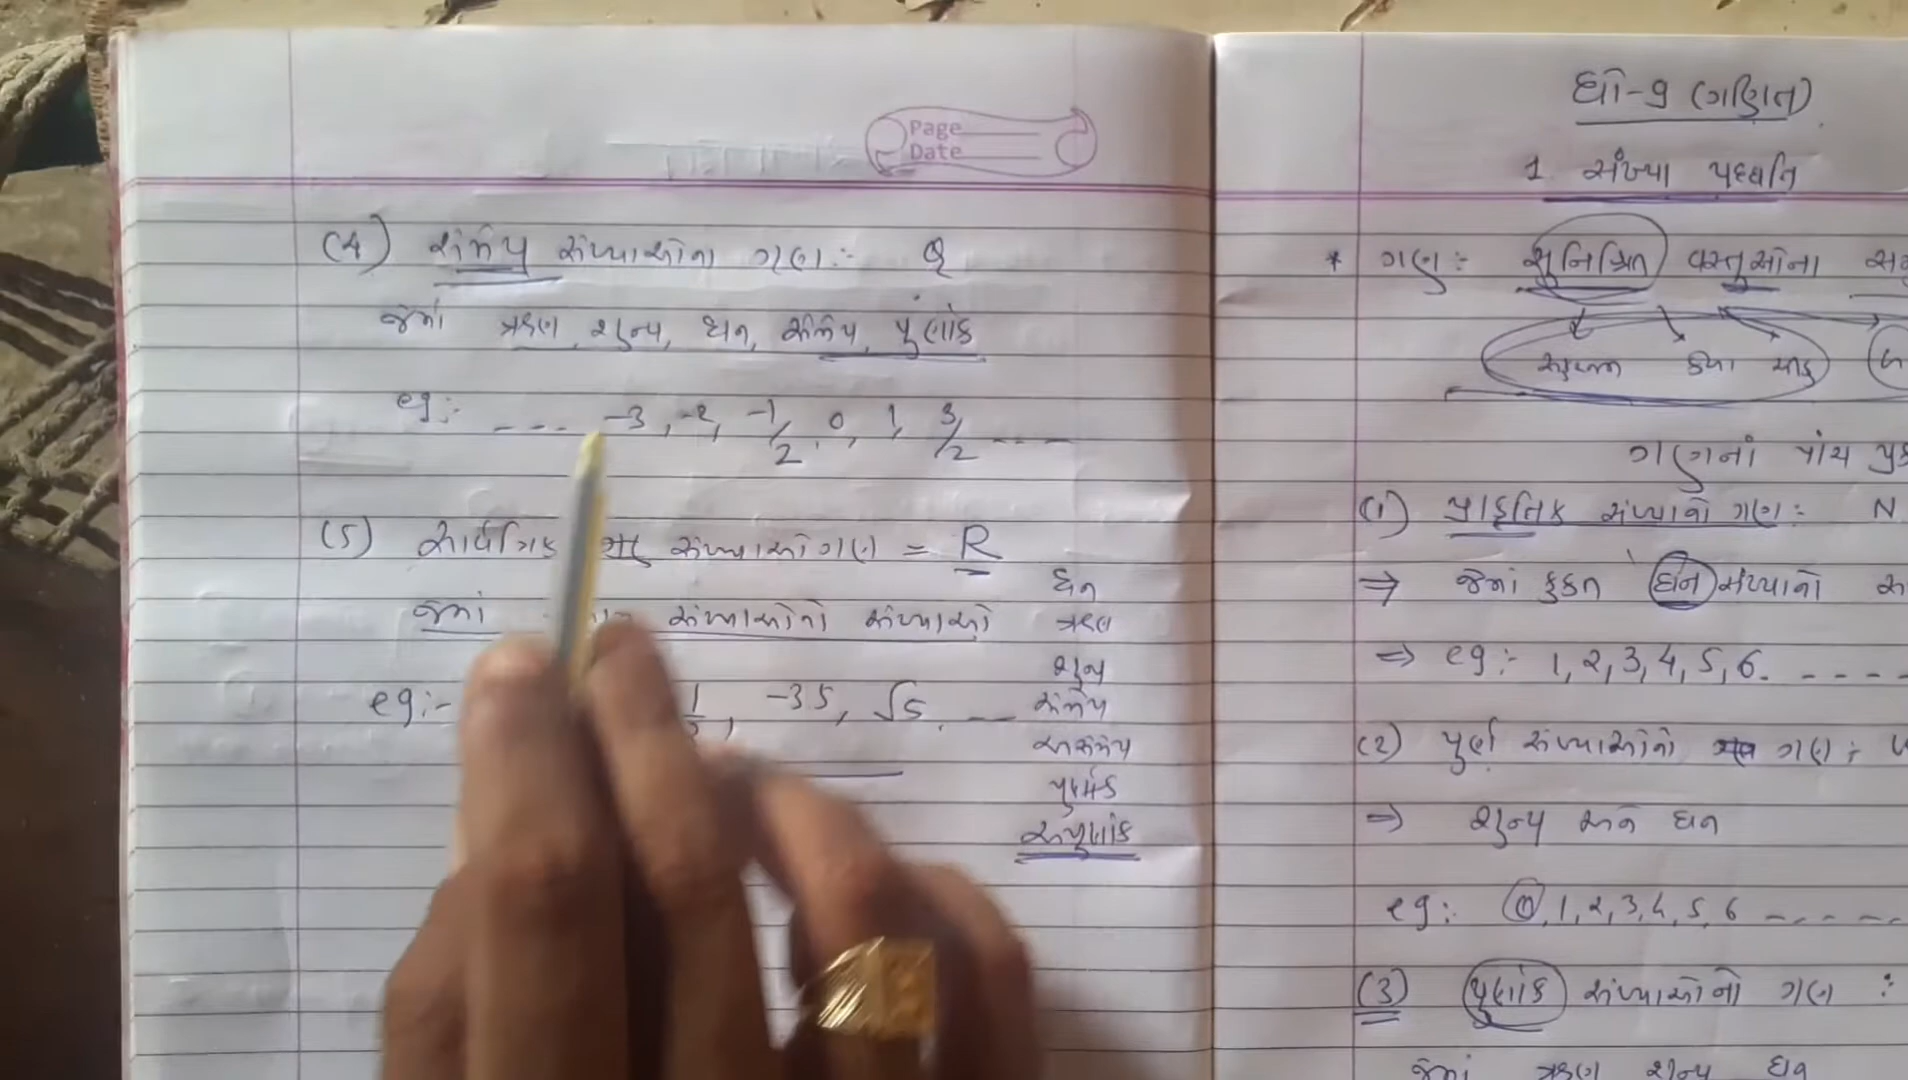 Page
Date
(4) સંમેય સંખ્યાઓના ગણ:- Q
જેમાં ઋણ, શુન્ય, ધન, સંમેય, પુર્ણાંક
eg:- --- -3, -2, -1/2, 0, 1, 3/2 ---
(5) સંખ્યાઓ ગણ = R
જેમાં સંખ્યાઓનો સંખ્યાઓ
eg:- -35, √5, --
ધન
ઋણ
શુન્ય
સંમેય
અસંમેય
અપુર્ણાંક
ધો-9 (ગણિત)
1. સંખ્યા પધ્ધતિ
* ગણ:- સુનિશ્ચિત વસ્તુઓના
ગણનાં પાંચ
(1) પ્રાકૃતિક સંખ્યાનો ગણ: N
⇒ જેમાં ફકત ધન સંખ્યાનો
⇒ eg:- 1, 2, 3, 4, 5, 6. ----
(2) પુર્ણ સંખ્યાઓનો ગણ:
⇒ શુન્ય અને ધન
eg:- 0, 1, 2, 3, 4, 5, 6 -----
(3) પુર્ણાંક સંખ્યાઓનો ગણ :
જેમાં ઋણ શુન્ય ધન